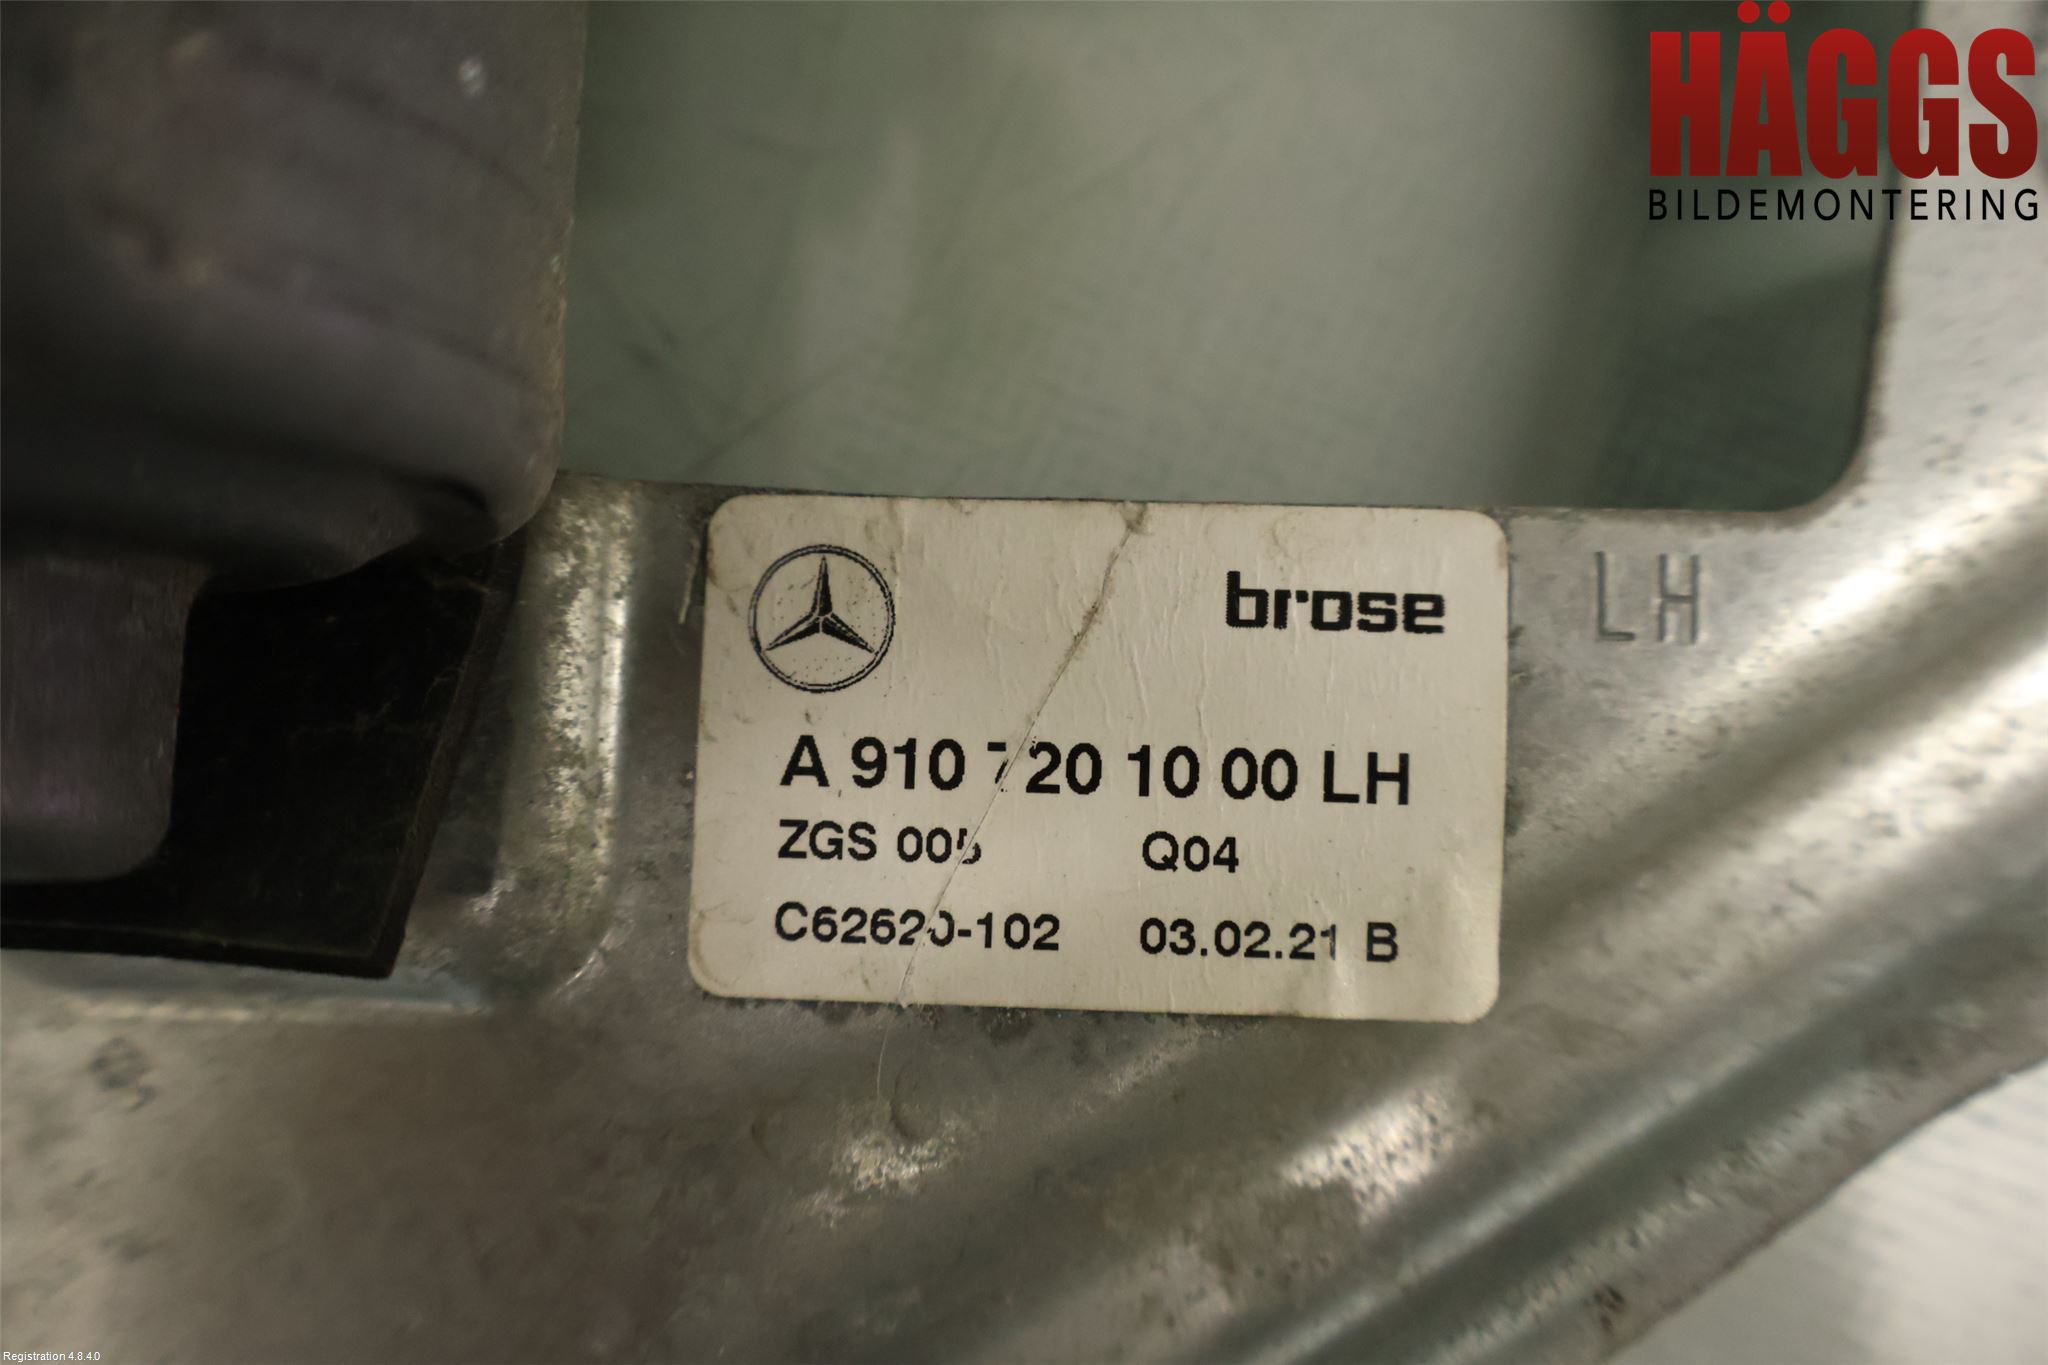 HÄGGS
BILDEMONTERING
brose
LH
A 910 720 10 00 LH
ZGS 005 Q04
C62620-102 03.02.21 B
Registration 4.8.4.0